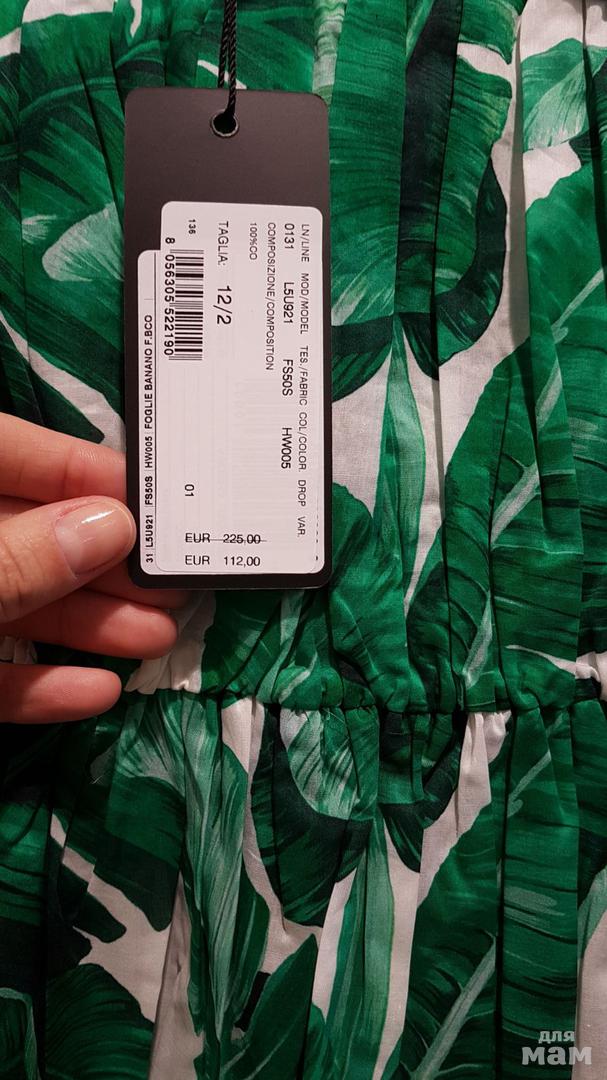 LN/LINE MOD/MODEL TES./FABRIC COL/COLOR DROP VAR.
0131 L5U921 FS50S HW005
COMPOSIZIONE/COMPOSITION
100%CO
TAGLIA: 12/2
136
8 056305 522190
01
EUR 225,00
EUR 112,00
31 L5U921 FS50S HW005 FOGLIE BANANO F.BCO
для
мам